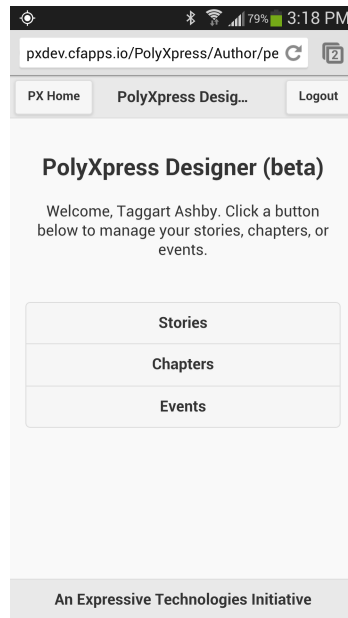 79% 3:18 PM
pxdev.cfapps.io/PolyXpress/Author/pe 2
PX Home PolyXpress Desig... Logout
PolyXpress Designer (beta)
Welcome, Taggart Ashby. Click a button
below to manage your stories, chapters, or
events.
Stories
Chapters
Events
An Expressive Technologies Initiative